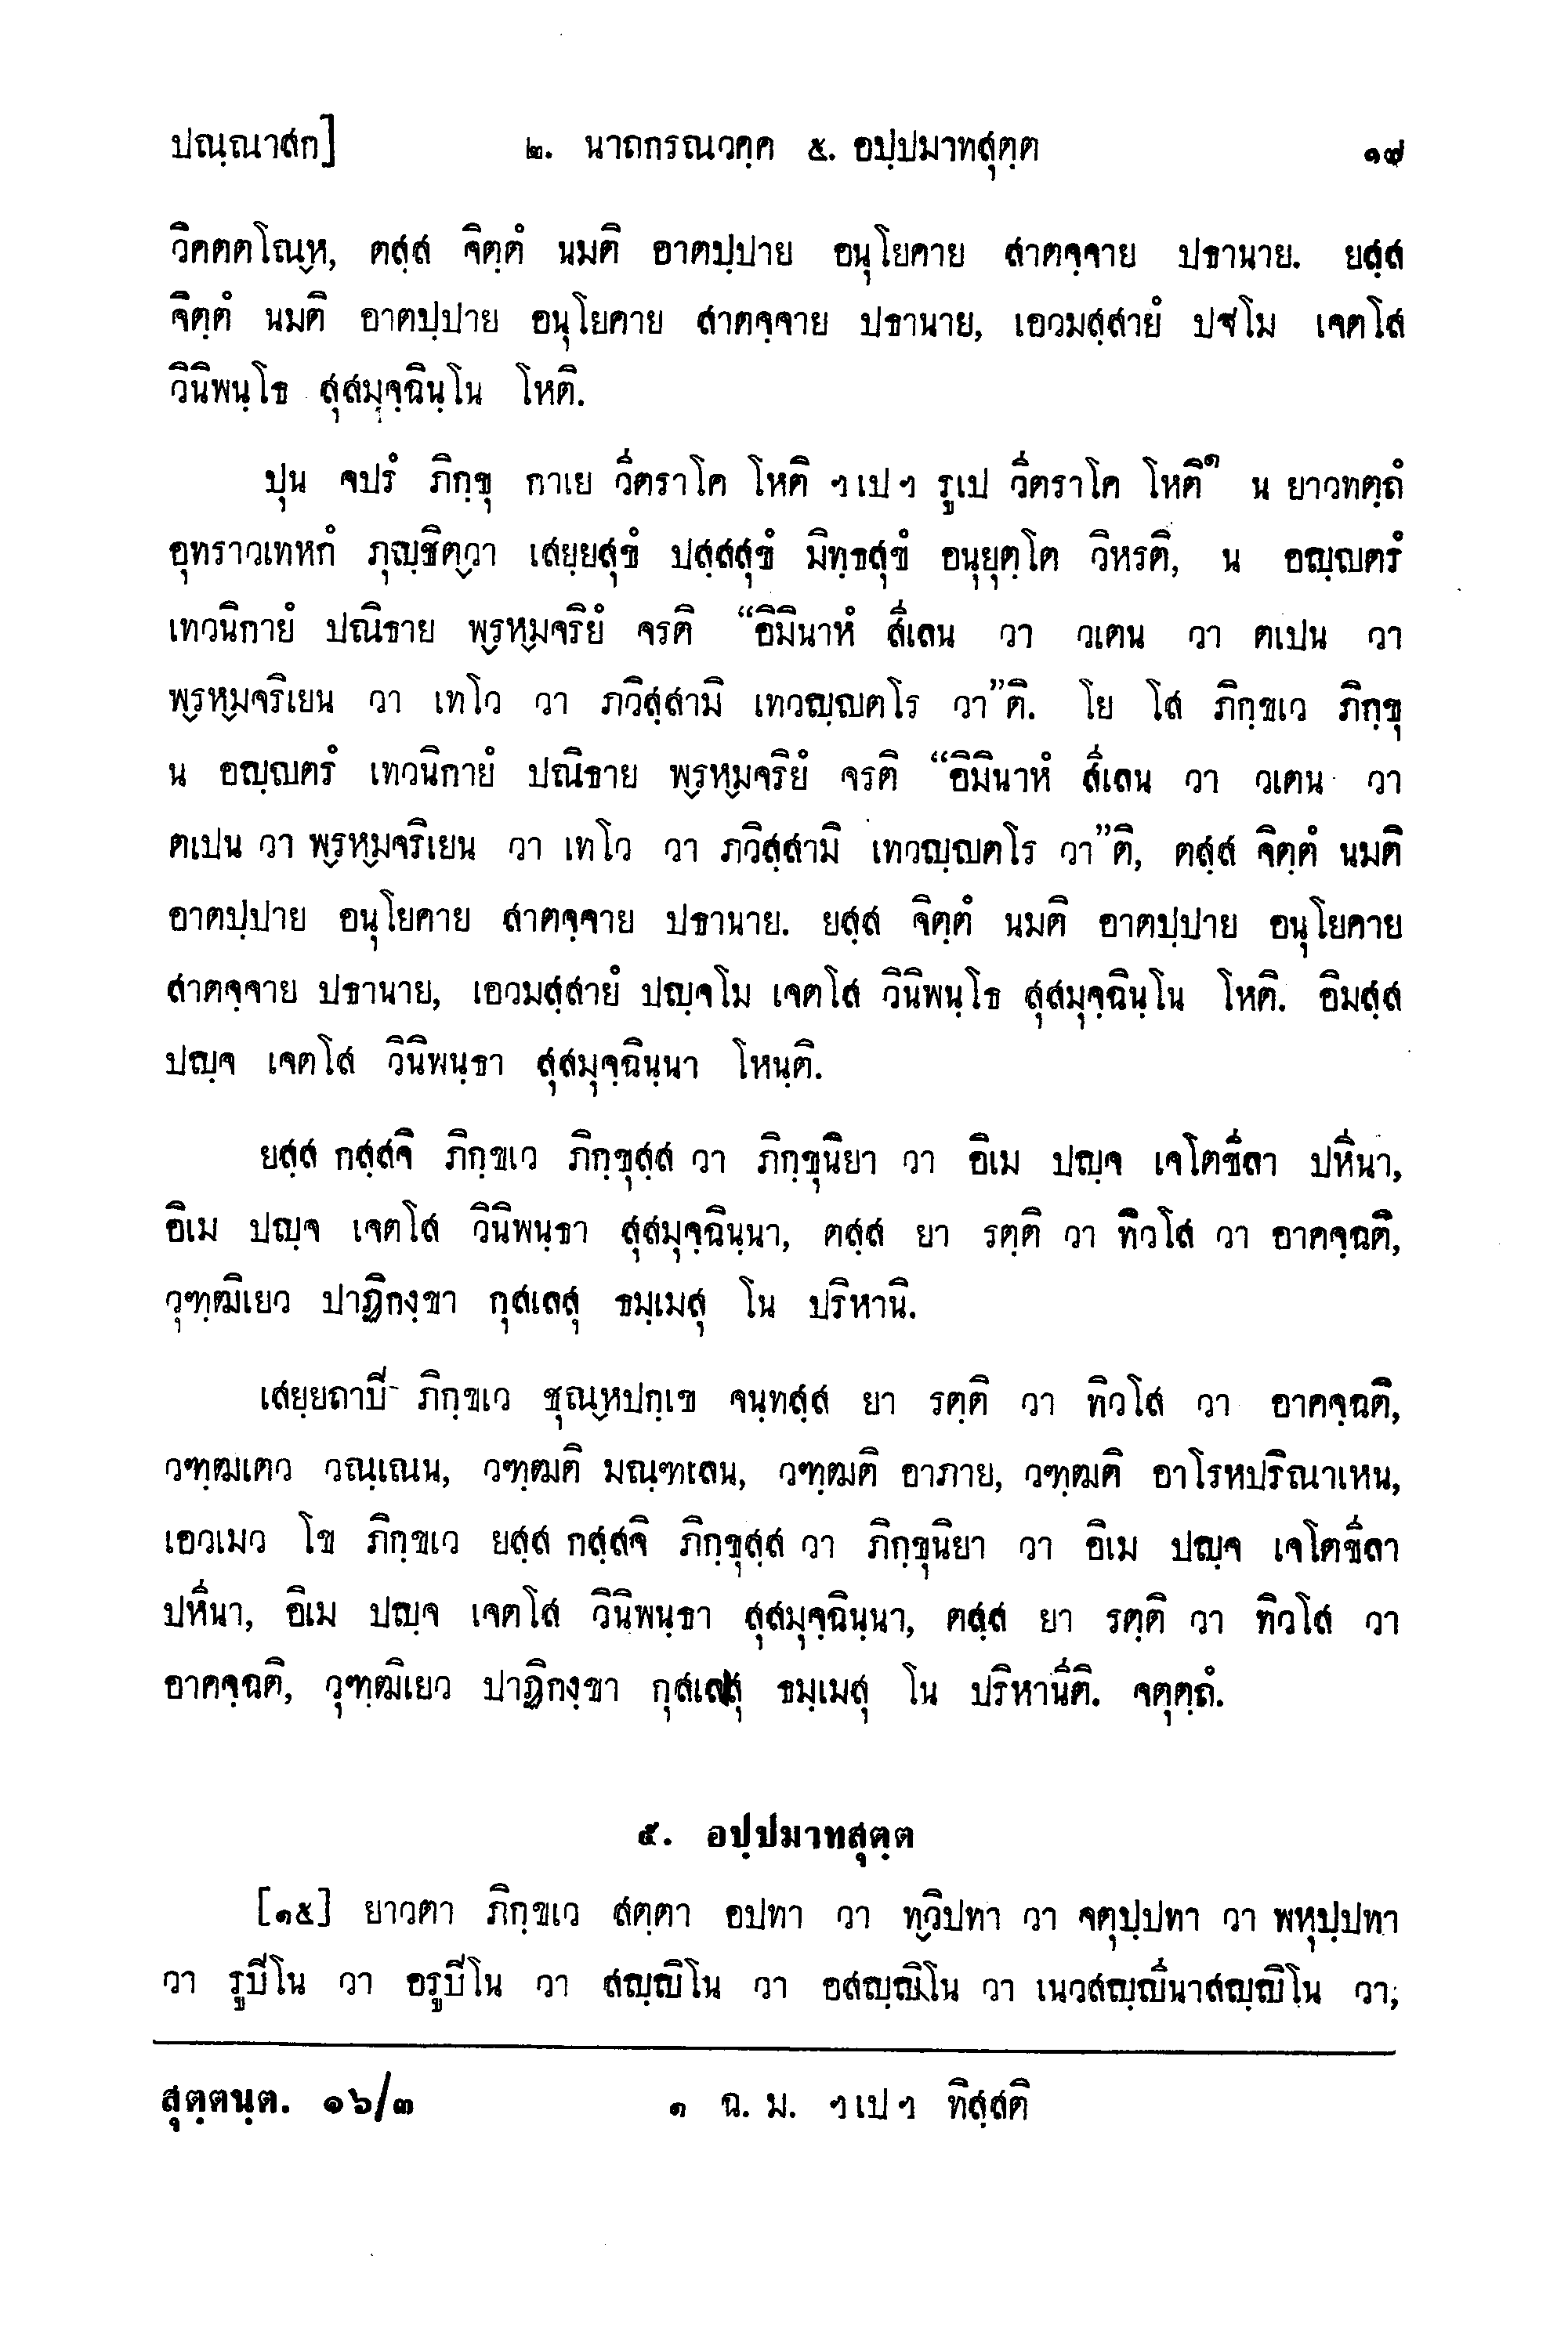 ปณฺณาสก] ๒. นาถกรณวคฺค ๕. อปฺปมาทสุตฺต ๑๗
วิคตตโณฺห, ตสฺส จิตฺตํ นมติ อาตปฺปาย อนุโยคาย สาตจฺจาย ปธานาย. ยสฺส
จิตฺตํ นมติ อาตปฺปาย อนุโยคาย สาตจฺจาย ปธานาย, เอวมสฺสายํ ปฐโม เจตโส
วินิพนฺโธ สุสมุจฺฉินฺโน โหติ.
ปุน จปรํ ภิกฺขุ กาเย วีตราโค โหติ ฯเปฯ รูเป วีตราโค โหติ๑ น ยาวทตฺถํ
อุทราวเทหกํ ภุญฺชิตฺวา เสยฺยสุขํ ปสฺสสุขํ มิทฺธสุขํ อนุยุตฺโต วิหรติ, น อญฺญตรํ
เทวนิกายํ ปณิธาย พฺรหฺมจริยํ จรติ “อิมินาหํ สีเลน วา วเตน วา ตเปน วา
พฺรหฺมจริเยน วา เทโว วา ภวิสฺสามิ เทวญฺญตโร วา”ติ. โย โส ภิกฺขเว ภิกฺขุ
น อญฺญตรํ เทวนิกายํ ปณิธาย พฺรหฺมจริยํ จรติ “อิมินาหํ สีเลน วา วเตน วา
ตเปน วา พฺรหฺมจริเยน วา เทโว วา ภวิสฺสามิ เทวญฺญตโร วา”ติ, ตสฺส จิตฺตํ นมติ
อาตปฺปาย อนุโยคาย สาตจฺจาย ปธานาย. ยสฺส จิตฺตํ นมติ อาตปฺปาย อนุโยคาย
สาตจฺจาย ปธานาย, เอวมสฺสายํ ปญฺจโม เจตโส วินิพนฺโธ สุสมุจฺฉินฺโน โหติ. อิมสฺส
ปญฺจ เจตโส วินิพนฺธา สุสมุจฺฉินฺนา โหนฺติ.
ยสฺส กสฺสจิ ภิกฺขเว ภิกฺขุสฺส วา ภิกฺขุนิยา วา อิเม ปญฺจ เจโตขีลา ปหีนา,
อิเม ปญฺจ เจตโส วินิพนฺธา สุสมุจฺฉินฺนา, ตสฺส ยา รตฺติ วา ทิวโส วา อาคจฺฉติ,
วุฑฺฒิเยว ปาฏิกงฺขา กุสเลสุ ธมฺเมสุ โน ปริหานิ.
เสยฺยถาปิ ภิกฺขเว ชุณฺหปกฺเข จนฺทสฺส ยา รตฺติ วา ทิวโส วา อาคจฺฉติ,
วฑฺฒเตว วณฺเณน, วฑฺฒติ มณฺฑเลน, วฑฺฒติ อาภาย, วฑฺฒติ อาโรหปริณาเหน,
เอวเมว โข ภิกฺขเว ยสฺส กสฺสจิ ภิกฺขุสฺส วา ภิกฺขุนิยา วา อิเม ปญฺจ เจโตขีลา
ปหีนา, อิเม ปญฺจ เจตโส วินิพนฺธา สุสมุจฺฉินฺนา, ตสฺส ยา รตฺติ วา ทิวโส วา
อาคจฺฉติ, วุฑฺฒิเยว ปาฏิกงฺขา กุสเลสุ ธมฺเมสุ โน ปริหานีติ. จตุตฺถํ.
๕. อปฺปมาทสุตฺต
[๑๕] ยาวตา ภิกฺขเว สตฺตา อปทา วา ทฺวิปทา วา จตุปฺปทา วา พหุปฺปทา
วา รูปิโน วา อรูปิโน วา สญฺญิโน วา อสญฺญิโน วา เนวสญฺญีนาสญฺญิโน วา,
สุตฺตนฺต. ๑๖/๓ ๑ ฉ. ม. ฯเปฯ ทิสฺสติ